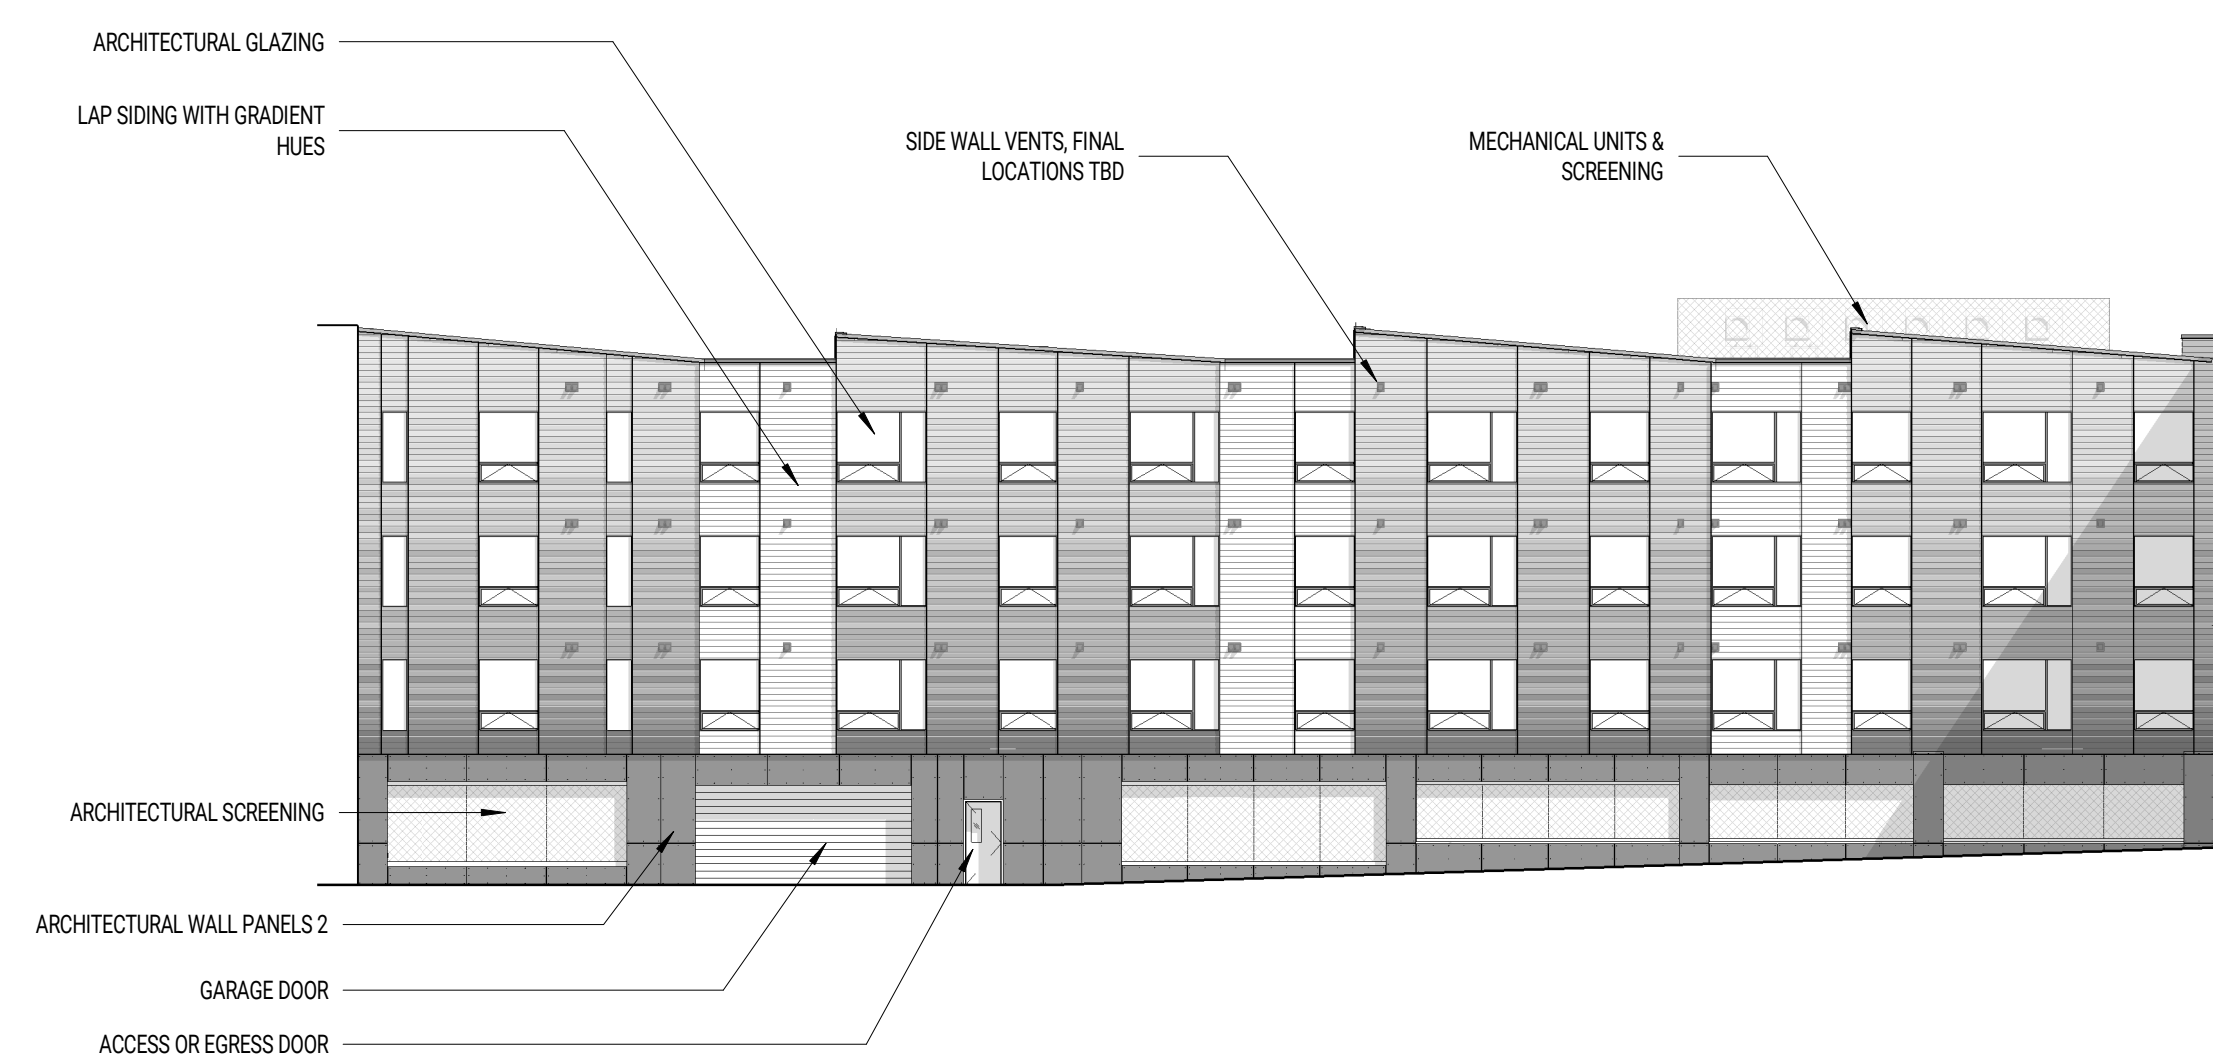 ARCHITECTURAL GLAZING
LAP SIDING WITH GRADIENT
HUES
SIDE WALL VENTS, FINAL
LOCATIONS TBD
MECHANICAL UNITS &
SCREENING
ARCHITECTURAL SCREENING
ARCHITECTURAL WALL PANELS 2
GARAGE DOOR
ACCESS OR EGRESS DOOR